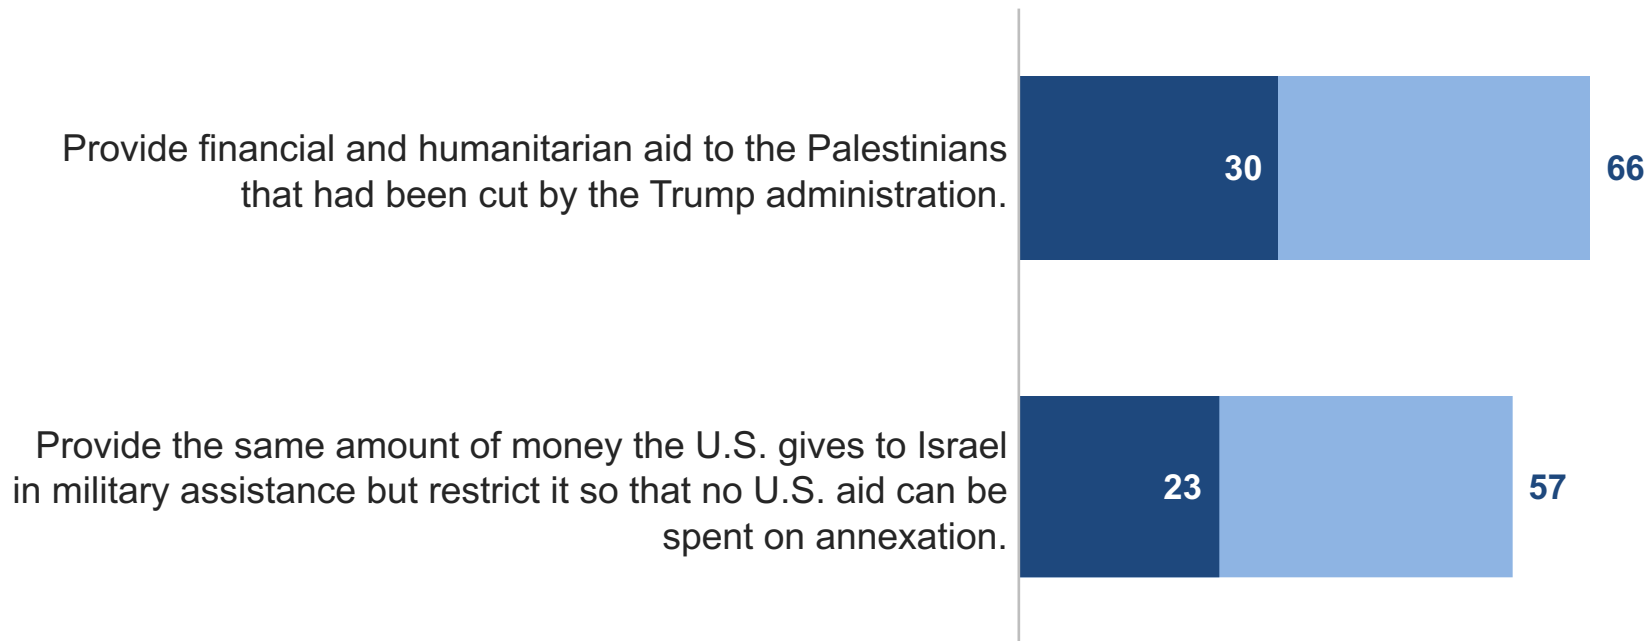 Provide financial and humanitarian aid to the Palestinians
that had been cut by the Trump administration.
30
66
Provide the same amount of money the U.S. gives to Israel
in military assistance but restrict it so that no U.S. aid can be
spent on annexation.
23
57